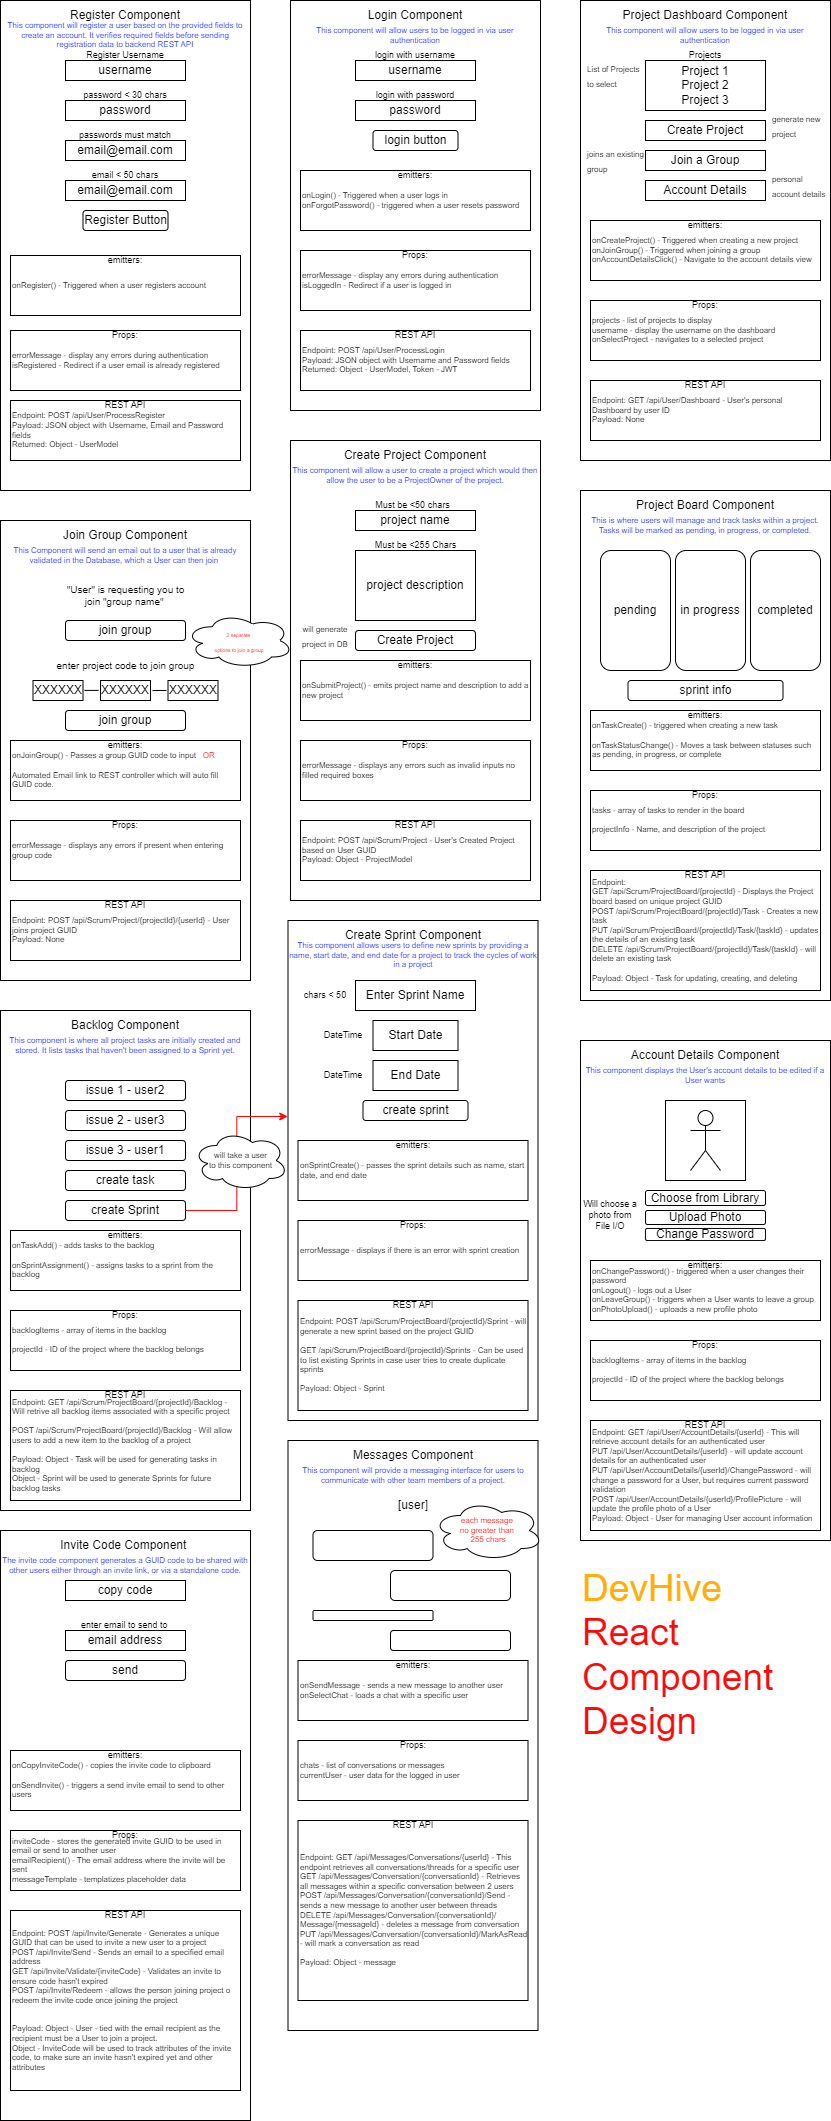 Register Component
This component will register a user based on the provided fields to
create an account. It verifies required fields before sending
registration data to backend REST API
Register Username
username
password < 30 chars
password
passwords must match
email@email.com
email < 50 chars
email@email.com
Register Button
emitters:
onRegister() - Triggered when a user registers account
Props:
errorMessage - display any errors during authentication
isRegistered - Redirect if a user email is already registered
REST API
Endpoint: POST /api/User/ProcessRegister
Payload: JSON object with Username, Email and Password
fields
Returned: Object - UserModel
Login Component
This component will allow users to be logged in via user
authentication
login with username
username
login with password
password
login button
emitters:
onLogin() - Triggered when a user logs in
onForgotPassword() - triggered when a user resets password
Props:
errorMessage - display any errors during authentication
isLoggedIn - Redirect if a user is logged in
REST API
Endpoint: POST /api/User/ProcessLogin
Payload: JSON object with Username and Password fields
Returned: Object - UserModel, Token - JWT
Project Dashboard Component
This component will allow users to be logged in via user
authentication
Projects
List of Projects
to select
Project 1
Project 2
Project 3
Create Project
generate new
project
joins an existing
group
Join a Group
Account Details
personal
account details
emitters:
onCreateProject() - Triggered when creating a new project
onJoinGroup() - Triggered when joining a group
onAccountDetailsClick() - Navigate to the account details view
Props:
projects - list of projects to display
username - display the username on the dashboard
onSelectProject - navigates to a selected project
REST API
Endpoint: GET /api/User/Dashboard - User's personal
Dashboard by user ID
Payload: None
Join Group Component
This Component will send an email out to a user that is already
validated in the Database, which a User can then join
"User" is requesting you to
join "group name"
join group
2 separate
options to join a group
enter project code to join group
XXXXXX
XXXXXX
XXXXXX
join group
emitters:
onJoinGroup() - Passes a group GUID code to input OR
Automated Email link to REST controller which will auto fill
GUID code.
Props:
errorMessage - displays any errors if present when entering
group code
REST API
Endpoint: POST /api/Scrum/Project/{projectId}/{userId} - User
joins project GUID
Payload: None
Create Project Component
This component will allow a user to create a project which would then
allow the user to be a ProjectOwner of the project.
Must be <50 chars
project name
Must be <255 Chars
project description
will generate
project in DB
Create Project
emitters:
onSubmitProject() - emits project name and description to add a
new project
Props:
errorMessage - displays any errors such as invalid inputs no
filled required boxes
REST API
Endpoint: POST /api/Scrum/Project - User's Created Project
based on User GUID
Payload: Object - ProjectModel
Project Board Component
This is where users will manage and track tasks within a project.
Tasks will be marked as pending, in progress, or completed.
pending
in progress
completed
sprint info
emitters:
onTaskCreate() - triggered when creating a new task
onTaskStatusChange() - Moves a task between statuses such
as pending, in progress, or complete
Props:
tasks - array of tasks to render in the board
projectInfo - Name, and description of the project
REST API
Endpoint:
GET /api/Scrum/ProjectBoard/{projectId} - Displays the Project
board based on unique project GUID
POST /api/Scrum/ProjectBoard/{projectId}/Task - Creates a new
task
PUT /api/Scrum/ProjectBoard/{projectId}/Task/{taskId} - updates
the details of an existing task
DELETE /api/Scrum/ProjectBoard/{projectId}/Task/{taskId} - will
delete an existing task
Payload: Object - Task for updating, creating, and deleting
Backlog Component
This component is where all project tasks are initially created and
stored. It lists tasks that haven't been assigned to a Sprint yet.
issue 1 - user2
issue 2 - user3
issue 3 - user1
create task
create Sprint
will take a user
to this component
emitters:
onTaskAdd() - adds tasks to the backlog
onSprintAssignment() - assigns tasks to a sprint from the
backlog
Props:
backlogItems - array of items in the backlog
projectId - ID of the project where the backlog belongs
REST API
Endpoint: GET /api/Scrum/ProjectBoard/{projectId}/Backlog -
Will retrive all backlog items associated with a specific project
POST /api/Scrum/ProjectBoard/{projectId}/Backlog - Will allow
users to add a new item to the backlog of a project
Payload: Object - Task will be used for generating tasks in
backlog
Object - Sprint will be used to generate Sprints for future
backlog tasks
Create Sprint Component
This component allows users to define new sprints by providing a
name, start date, and end date for a project to track the cycles of work
in a project
chars < 50
Enter Sprint Name
DateTime
Start Date
DateTime
End Date
create sprint
emitters:
onSprintCreate() - passes the sprint details such as name, start
date, and end date
Props:
errorMessage - displays if there is an error with sprint creation
REST API
Endpoint: POST /api/Scrum/ProjectBoard/{projectId}/Sprint - will
generate a new sprint based on the project GUID
GET /api/Scrum/ProjectBoard/{projectId}/Sprints - Can be used
to list existing Sprints in case user tries to create duplicate
sprints
Payload: Object - Sprint
Account Details Component
This component displays the User's account details to be edited if a
User wants
Will choose a
photo from
File I/O
Choose from Library
Upload Photo
Change Password
emitters:
onChangePassword() - triggered when a user changes their
password
onLogout() - logs out a User
onLeaveGroup() - triggers when a User wants to leave a group
onPhotoUpload() - uploads a new profile photo
Props:
backlogItems - array of items in the backlog
projectId - ID of the project where the backlog belongs
REST API
Endpoint: GET /api/User/AccountDetails/{userId} - This will
retrieve account details for an authenticated user
PUT /api/User/AccountDetails/{userId} - will update account
details for an authenticated user
PUT /api/User/AccountDetails/{userId}/ChangePassword - will
change a password for a User, but requires current password
validation
POST /api/User/AccountDetails/{userId}/ProfilePicture - will
update the profile photo of a User
Payload: Object - User for managing User account information
Invite Code Component
The invite code component generates a GUID code to be shared with
other users either through an invite link, or via a standalone code.
copy code
enter email to send to
email address
send
emitters:
onCopyInviteCode() - copies the invite code to clipboard
onSendInvite() - triggers a send invite email to send to other
users
Props:
inviteCode - stores the generated invite GUID to be used in
email or send to another user
emailRecipient() - The email address where the invite will be
sent
messageTemplate - templatizes placeholder data
REST API
Endpoint: POST /api/Invite/Generate - Generates a unique
GUID that can be used to invite a new user to a project
POST /api/Invite/Send - Sends an email to a specified email
address
GET /api/Invite/Validate/{inviteCode} - Validates an invite to
ensure code hasn't expired
POST /api/Invite/Redeem - allows the person joining project o
redeem the invite code once joining the project
Payload: Object - User - tied with the email recipient as the
recipient must be a User to join a project.
Object - InviteCode will be used to track attributes of the invite
code, to make sure an invite hasn't expired yet and other
attributes
Messages Component
This component will provide a messaging interface for users to
communicate with other team members of a project.
[user]
each message
no greater than
255 chars
emitters:
onSendMessage - sends a new message to another user
onSelectChat - loads a chat with a specific user
Props:
chats - list of conversations or messages
currentUser - user data for the logged in user
REST API
Endpoint: GET /api/Messages/Conversations/{userId} - This
endpoint retrieves all conversations/threads for a specific user
GET /api/Messages/Conversation/{conversationId} - Retrieves
all messages within a specific conversation between 2 users
POST /api/Messages/Conversation/{conversationId}/Send -
sends a new message to another user between threads
DELETE /api/Messages/Conversation/{conversationId}/
Message/{messageId} - deletes a message from conversation
PUT /api/Messages/Conversation/{conversationId}/MarkAsRead
- will mark a conversation as read
Payload: Object - message
DevHive
React
Component
Design